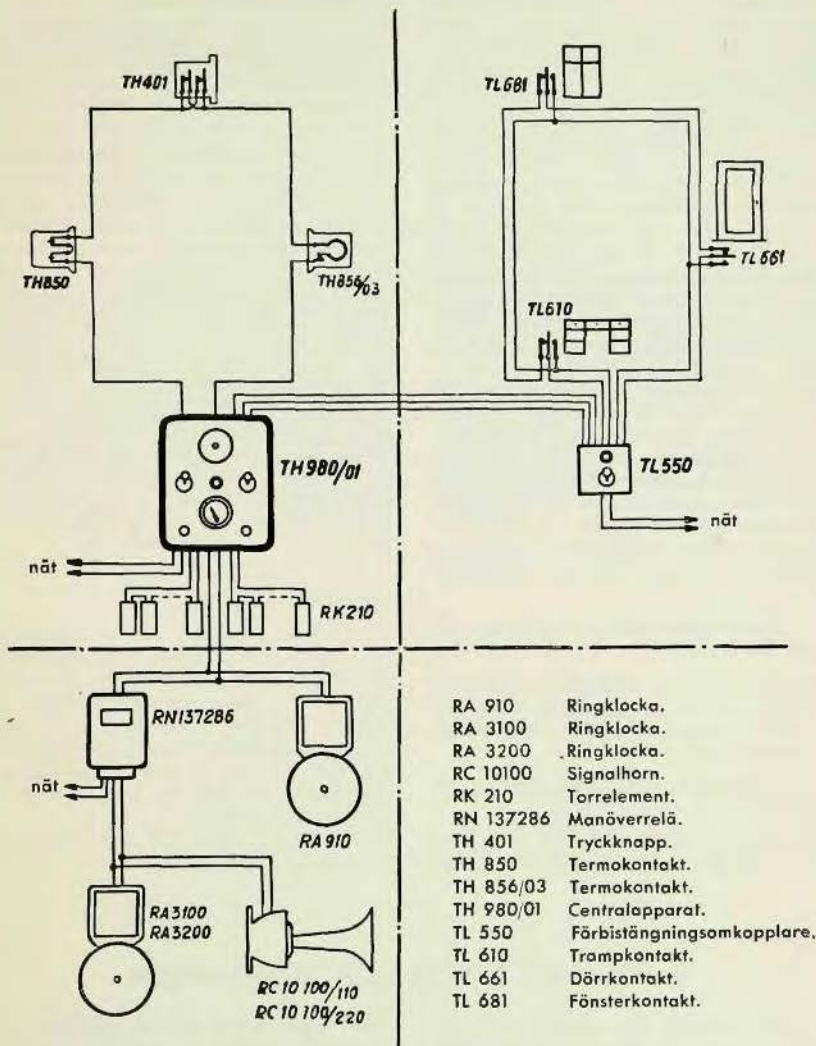 TH401
TL681
TH850
TH856/03
TL661
TL610
TH980/01
TL550
nät
nät
RK210
RN137286
nät
RA910
RA3100
RA3200
RC 10 100/110
RC 10 100/220
RA 910 Ringklocka.
RA 3100 Ringklocka.
RA 3200 Ringklocka.
RC 10100 Signalhorn.
RK 210 Torrelement.
RN 137286 Manöverrelä.
TH 401 Tryckknapp.
TH 850 Termokontakt.
TH 856/03 Termokontakt.
TH 980/01 Centralapparat.
TL 550 Förbistängningsomkopplare.
TL 610 Trampkontakt.
TL 661 Dörrkontakt.
TL 681 Fönsterkontakt.